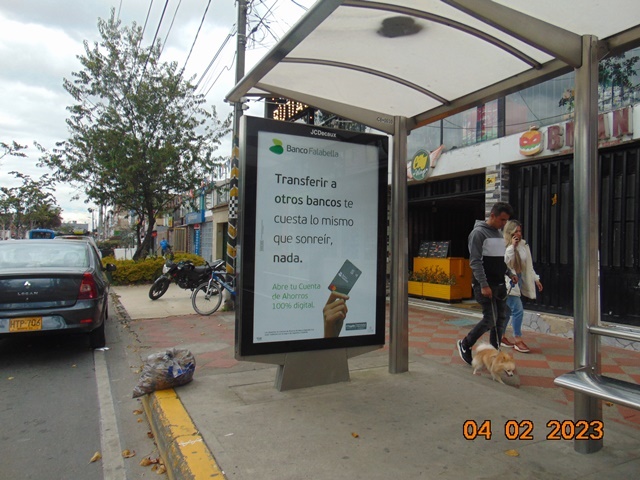 JCDecaux
Banco Falabella
Transferir a
otros bancos te
cuesta lo mismo
que sonreír,
nada.
Abre tu Cuenta
de Ahorros
100% digital.
04 02 2023